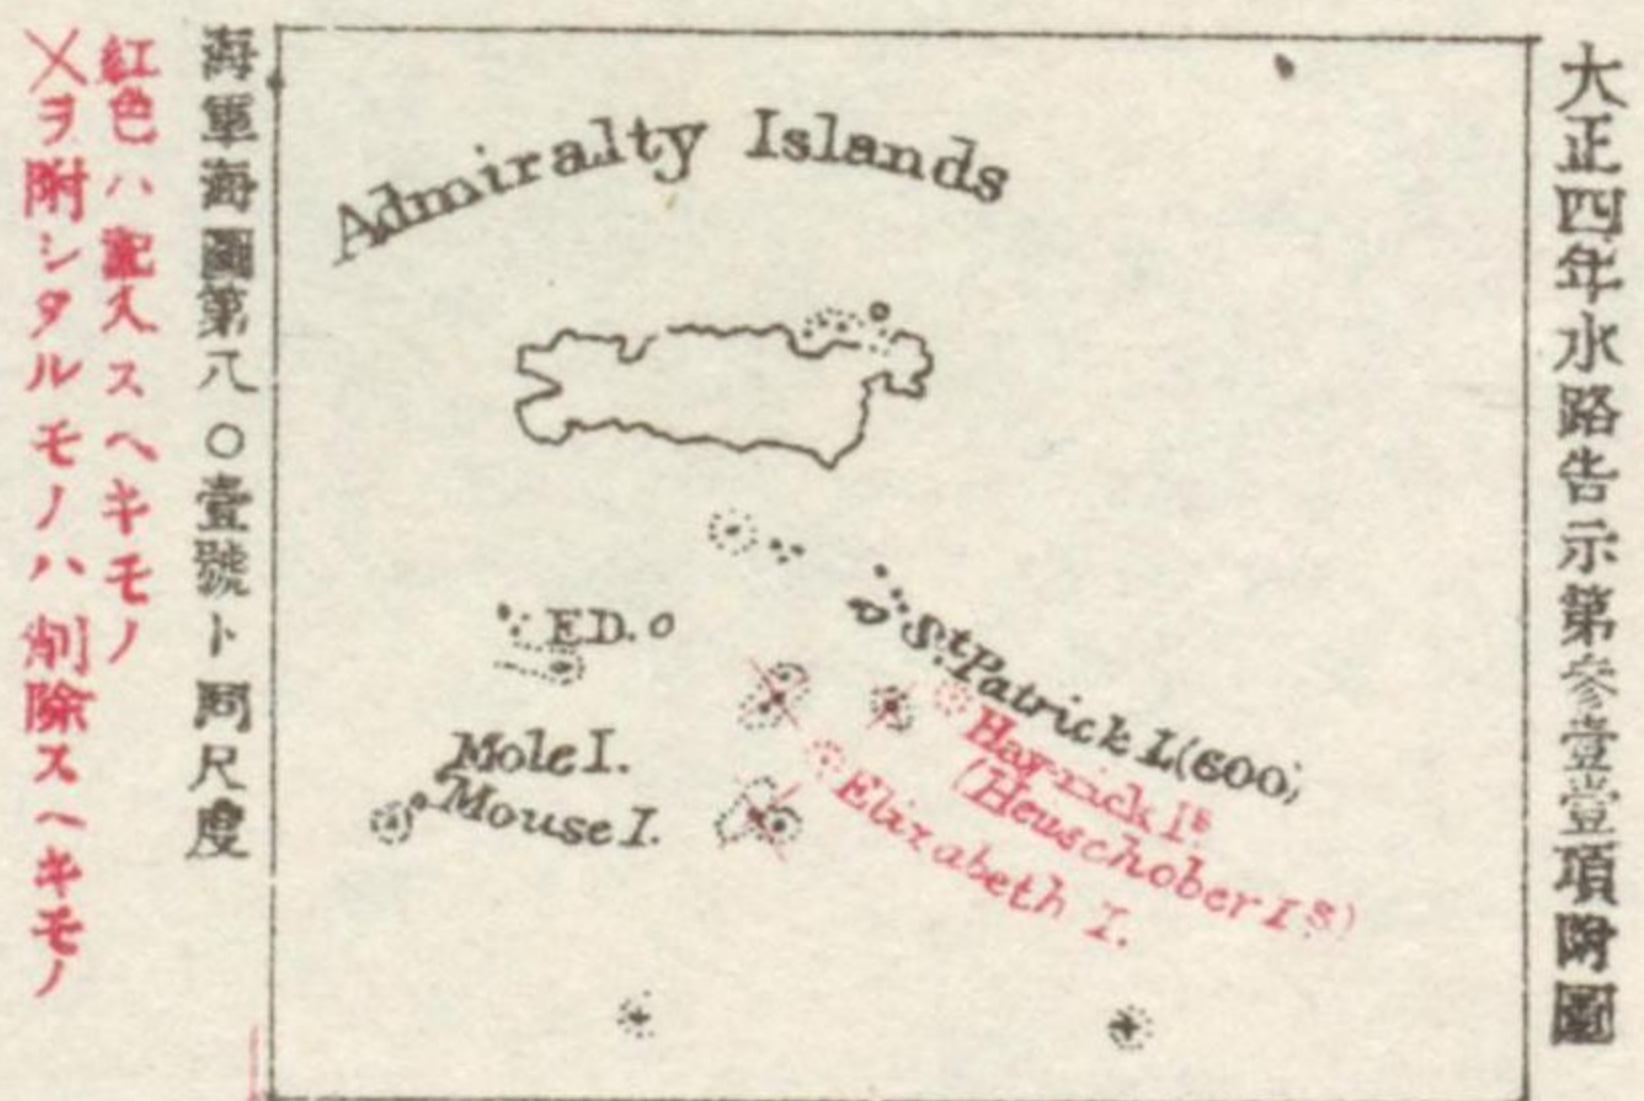 大正四年水路告示第參壹壹項附圖
Admiralty Islands
St Patrick I.(600)
Hayrick Is.
(Heuschober Is.)
Elizabeth I.
E.D.
Mole I.
Mouse I.
海軍海圖第八〇壹號ト同尺度
紅色ハ記入スヘキモノ
×ヲ附シタルモノハ削除スヘキモノ